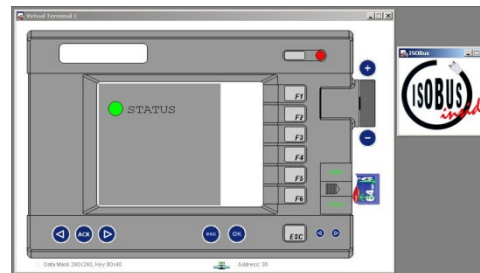 Virtual Terminal 1
ISOBus
STATUS
F1
F2
F3
F4
F5
F6
ISOBUS
inside
ACK
OK
ESC
Data Mask 240x240, Key 80x40
Address: 38